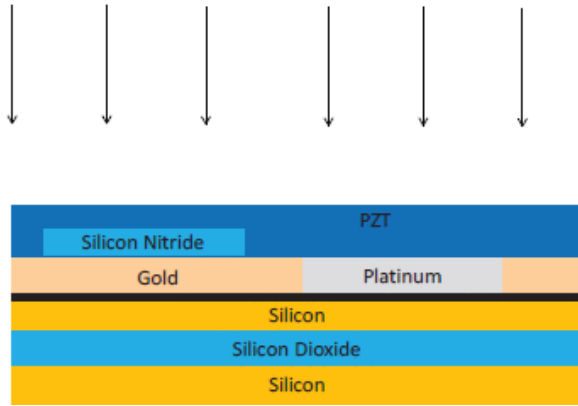 PZT
Silicon Nitride
Gold
Platinum
Silicon
Silicon Dioxide
Silicon